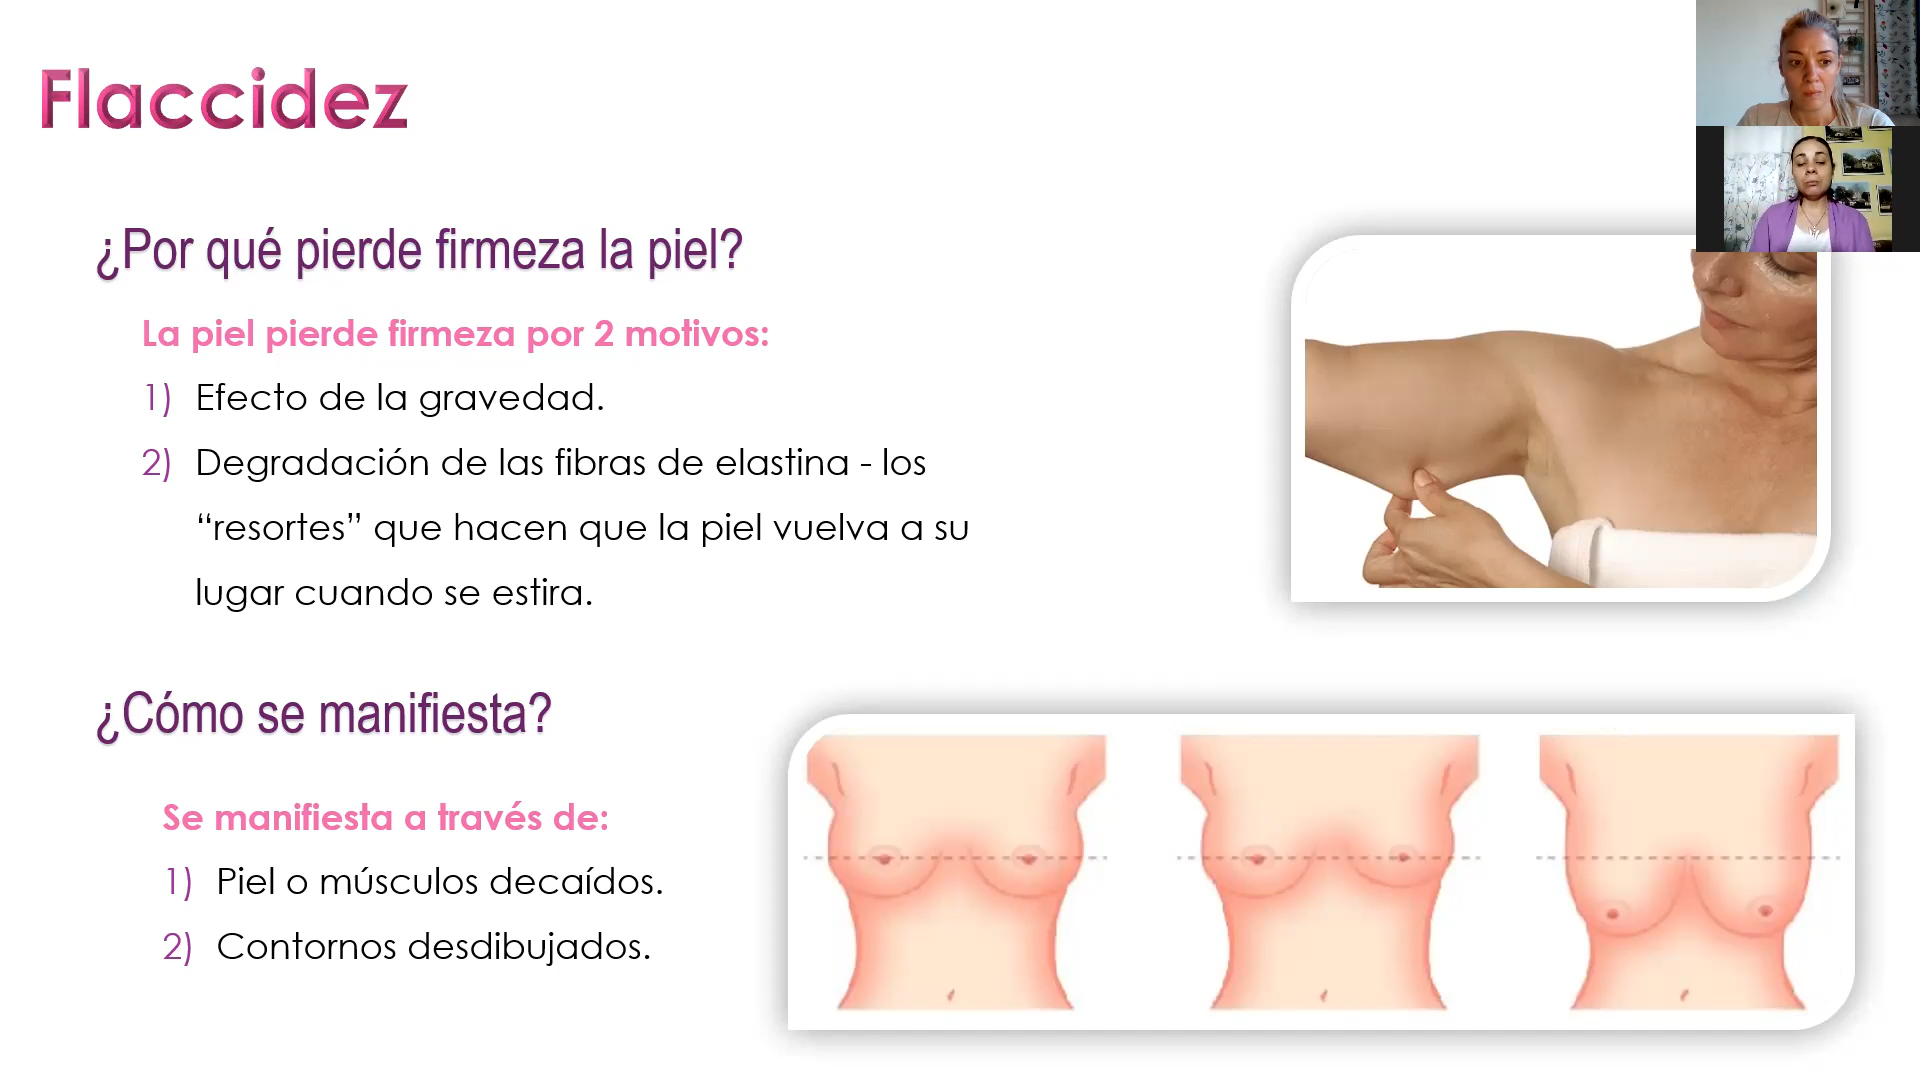 Flaccidez
¿Por qué pierde firmeza la piel?
La piel pierde firmeza por 2 motivos:
1) Efecto de la gravedad.
2) Degradación de las fibras de elastina - los
“resortes” que hacen que la piel vuelva a su
lugar cuando se estira.
¿Cómo se manifiesta?
Se manifiesta a través de:
1) Piel o músculos decaídos.
2) Contornos desdibujados.